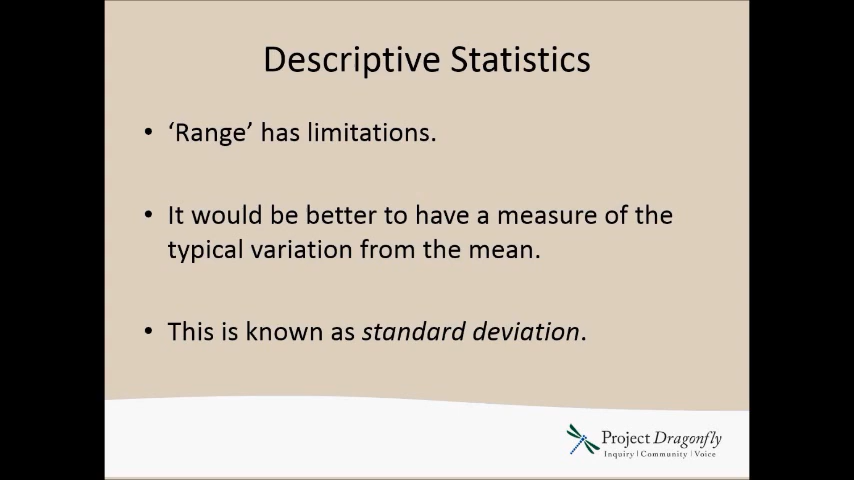 Descriptive Statistics
• ‘Range’ has limitations.
• It would be better to have a measure of the
typical variation from the mean.
• This is known as standard deviation.
Project Dragonfly
Inquiry | Community | Voice